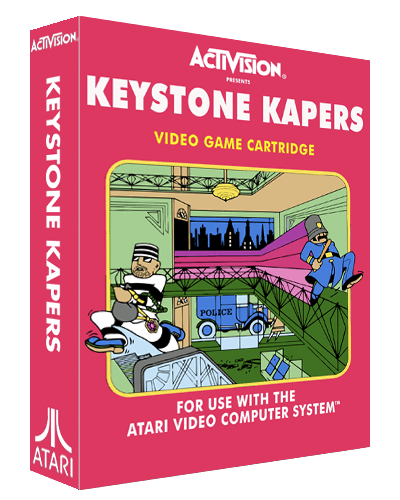 ACTIVISION®
KEYSTONE KAPERS
ATARI
ACTIVISION®
PRESENTS
KEYSTONE KAPERS
VIDEO GAME CARTRIDGE
POLICE
FOR USE WITH THE
ATARI VIDEO COMPUTER SYSTEM™